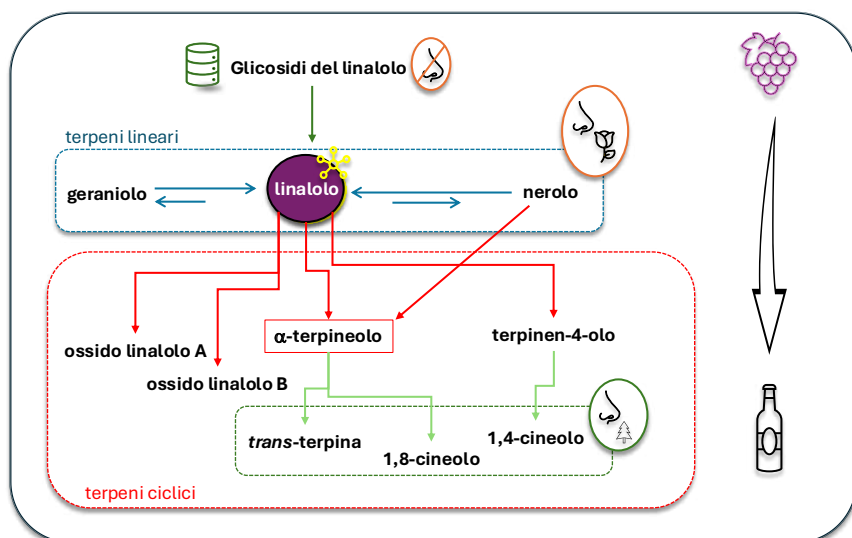 Glicosidi del linalolo
terpeni lineari
geraniolo
linalolo
nerolo
α-terpineolo
terpinen-4-olo
ossido linalolo A
ossido linalolo B
trans-terpina
1,8-cineolo
1,4-cineolo
terpeni ciclici